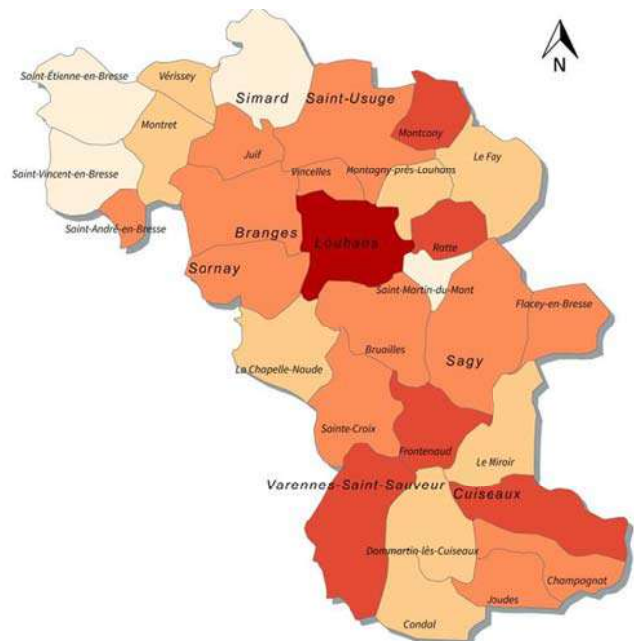 N
Saint-Étienne-en-Bresse
Vérissey
Simard
Saint-Usuge
Montret
Montcony
Juif
Le Fay
Saint-Vincent-en-Bresse
Vincelles
Montagny-près-Louhans
Saint-André-en-Bresse
Branges
Louhans
Ratte
Sornay
Saint-Martin-du-Mont
Flacey-en-Bresse
Bruailles
Sagy
La Chapelle-Naude
Sainte-Croix
Frontenaud
Le Miroir
Varennes-Saint-Sauveur
Cuiseaux
Dommartin-lès-Cuiseaux
Champagnat
Joudes
Condal